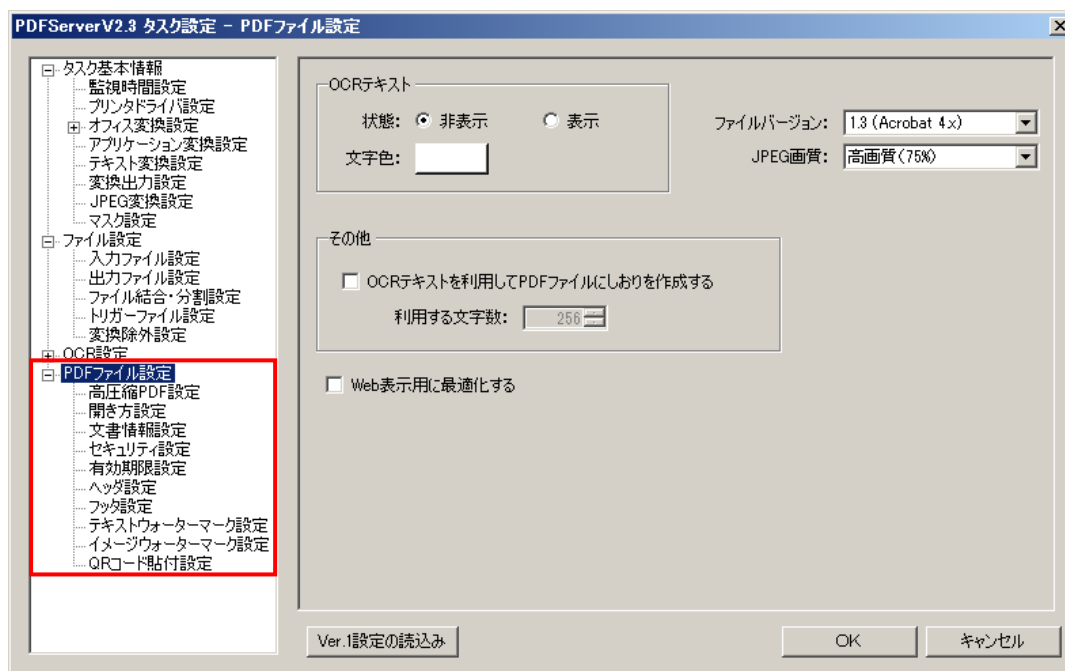 PDFServerV2.3 タスク設定 - PDFファイル設定
タスク基本情報
監視時間設定
プリンタドライバ設定
オフィス変換設定
アプリケーション変換設定
テキスト変換設定
変換出力設定
JPEG変換設定
マスク設定
ファイル設定
入力ファイル設定
出力ファイル設定
ファイル結合・分割設定
トリガーファイル設定
変換除外設定
OCR設定
PDFファイル設定
高圧縮PDF設定
開き方設定
文書情報設定
セキュリティ設定
有効期限設定
ヘッダ設定
フッタ設定
テキストウォーターマーク設定
イメージウォーターマーク設定
QRコード貼付設定
OCRテキスト
状態: 非表示 表示
文字色:
ファイルバージョン: 1.3 (Acrobat 4.x)
JPEG画質: 高画質(75%)
その他
OCRテキストを利用してPDFファイルにしおりを作成する
利用する文字数: 256
Web表示用に最適化する
Ver.1設定の読込み OK キャンセル